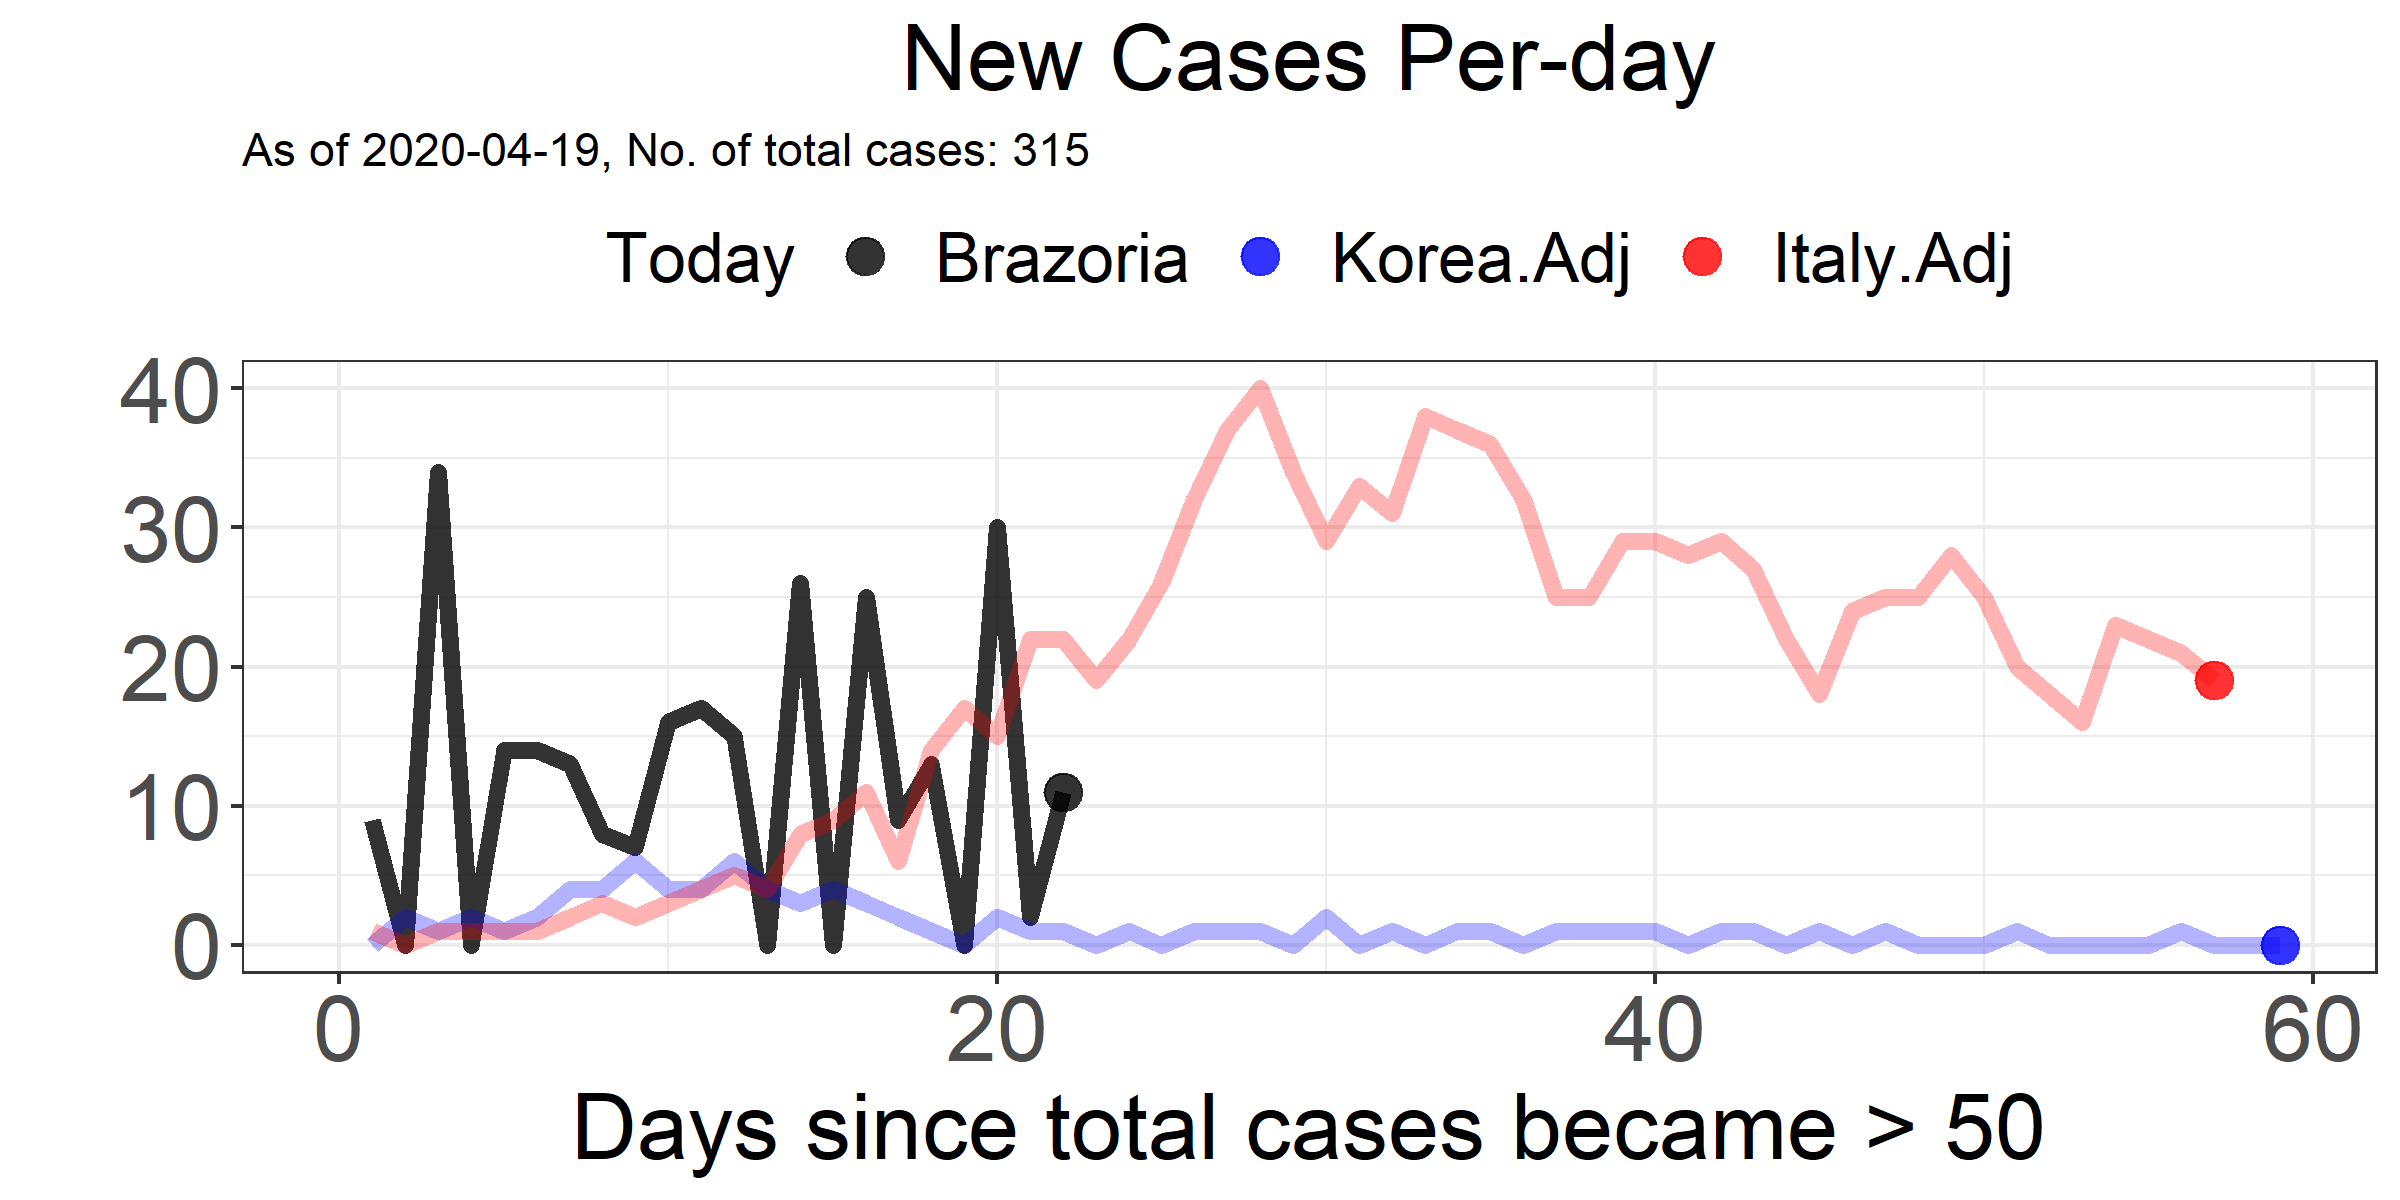 New Cases Per-day
As of 2020-04-19, No. of total cases: 315
Today Brazoria Korea.Adj Italy.Adj
40
30
20
10
0
0 20 40 60
Days since total cases became > 50